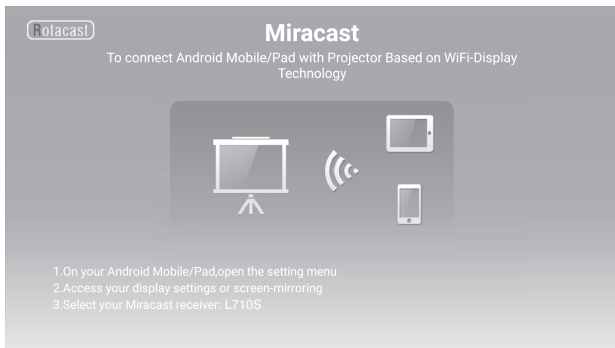 Rotacast
Miracast
To connect Android Mobile/Pad with Projector Based on WiFi-Display
Technology
1.On your Android Mobile/Pad,open the setting menu
2.Access your display settings or screen-mirroring
3.Select your Miracast receiver: L710S